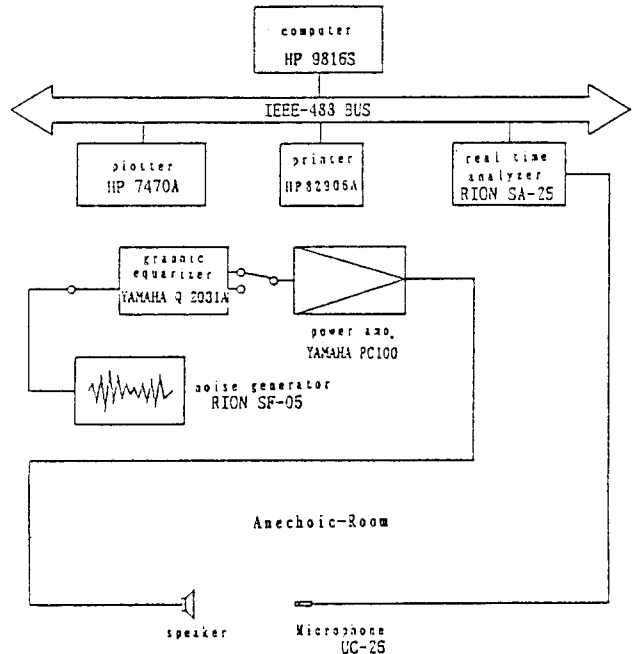 computer
HP 9816S
IEEE-488 BUS
plotter
HP 7470A
printer
HP82906A
real time
analyzer
RION SA-25
graphic
equarizer
YAMAHA Q 2031A
power amp.
YAMAHA PC100
noise generator
RION SF-05
Anechoic-Room
speaker
Microphone
UC-25